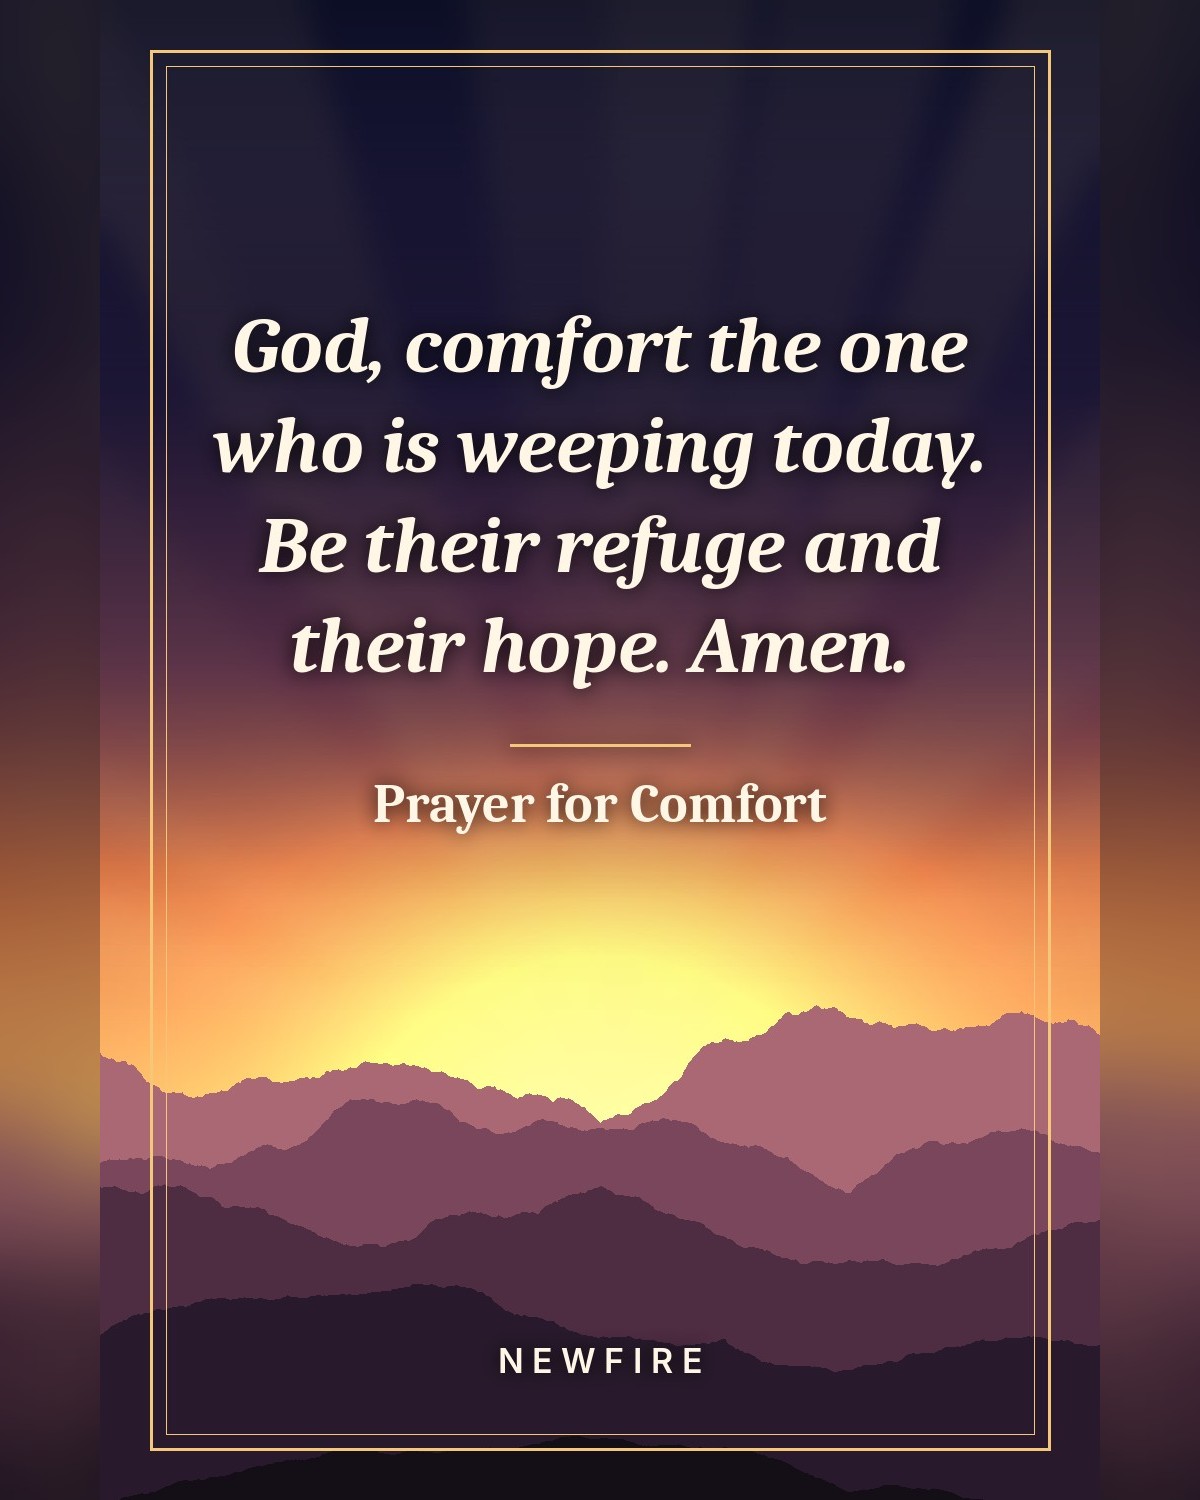 God, comfort the one
who is weeping today.
Be their refuge and
their hope. Amen.
Prayer for Comfort
NEWFIRE